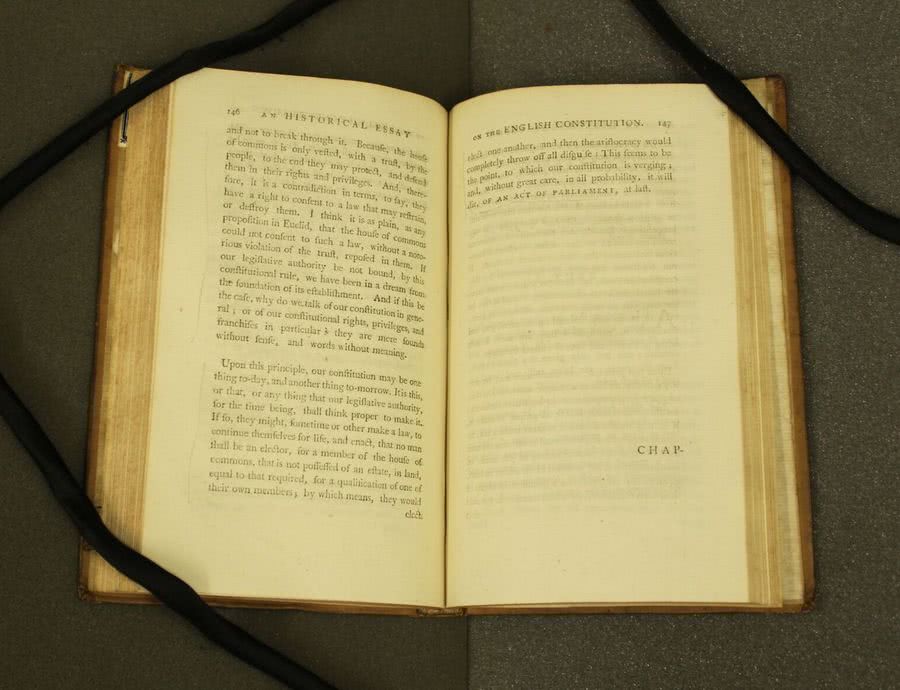 146 AN HISTORICAL ESSAY
and not to break through it. Becauſe, the houſe
of commons is only veſted, with a truſt, by the
people, to the end they may protect, and defend
them in their rights and privileges. And, there-
fore, it is a contradiction in terms, to ſay, they
have a right to conſent to a law that may reſtrain,
or deſtroy them. I think it is as plain, as any
propoſition in Euclid, that the houſe of commons
could not conſent to ſuch a law, without a noto-
rious violation of the truſt, repoſed in them. If
our legiſlative authority be not bound, by this
conſtitutional rule, we have been in a dream from
the foundation of its eſtabliſhment. And if this be
the caſe, why do we talk of our conſtitution in gene-
ral; or of our conſtitutional rights, privileges, and
franchiſes in particular; they are mere ſounds
without ſenſe, and words without meaning.
Upon this principle, our conſtitution may be one
thing to-day, and another thing to-morrow. It is this,
or that, or any thing that our legiſlative authority,
for the time being, ſhall think proper to make it.
If ſo, they might, ſometime or other make a law, to
continue themſelves for life, and enact, that no man
ſhall be an elector, for a member of the houſe of
commons, that is not poſſeſſed of an eſtate, in land,
equal to that required, for a qualification of one of
their own members; by which means, they would
elect
ON THE ENGLISH CONSTITUTION. 147
elect one another, and then the ariſtocracy would
completely throw off all diſguiſe: This ſeems to be
the point, to which our conſtitution is verging;
and, without great care, in all probability, it will
die, OF AN ACT OF PARLIAMENT, at laſt.
CHAP-